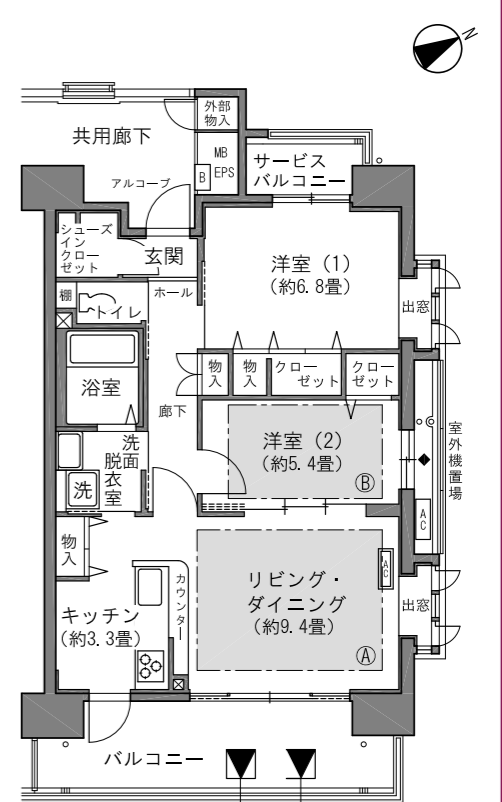 N
外部
物入
共用廊下
MB
EPS
B
サービス
バルコニー
アルコーブ
シューズ
イン
クロー
ゼット
玄関
洋室（1）
（約6.8畳）
ホール
棚
トイレ
出窓
物入
物入
クロー
ゼット
クロー
ゼット
浴室
廊下
洋室（2）
（約5.4畳）
Ⓑ
室外機置場
洗面
脱衣室
洗
AC
物入
カウンター
AC
リビング・
ダイニング
（約9.4畳）
Ⓐ
キッチン
（約3.3畳）
出窓
バルコニー